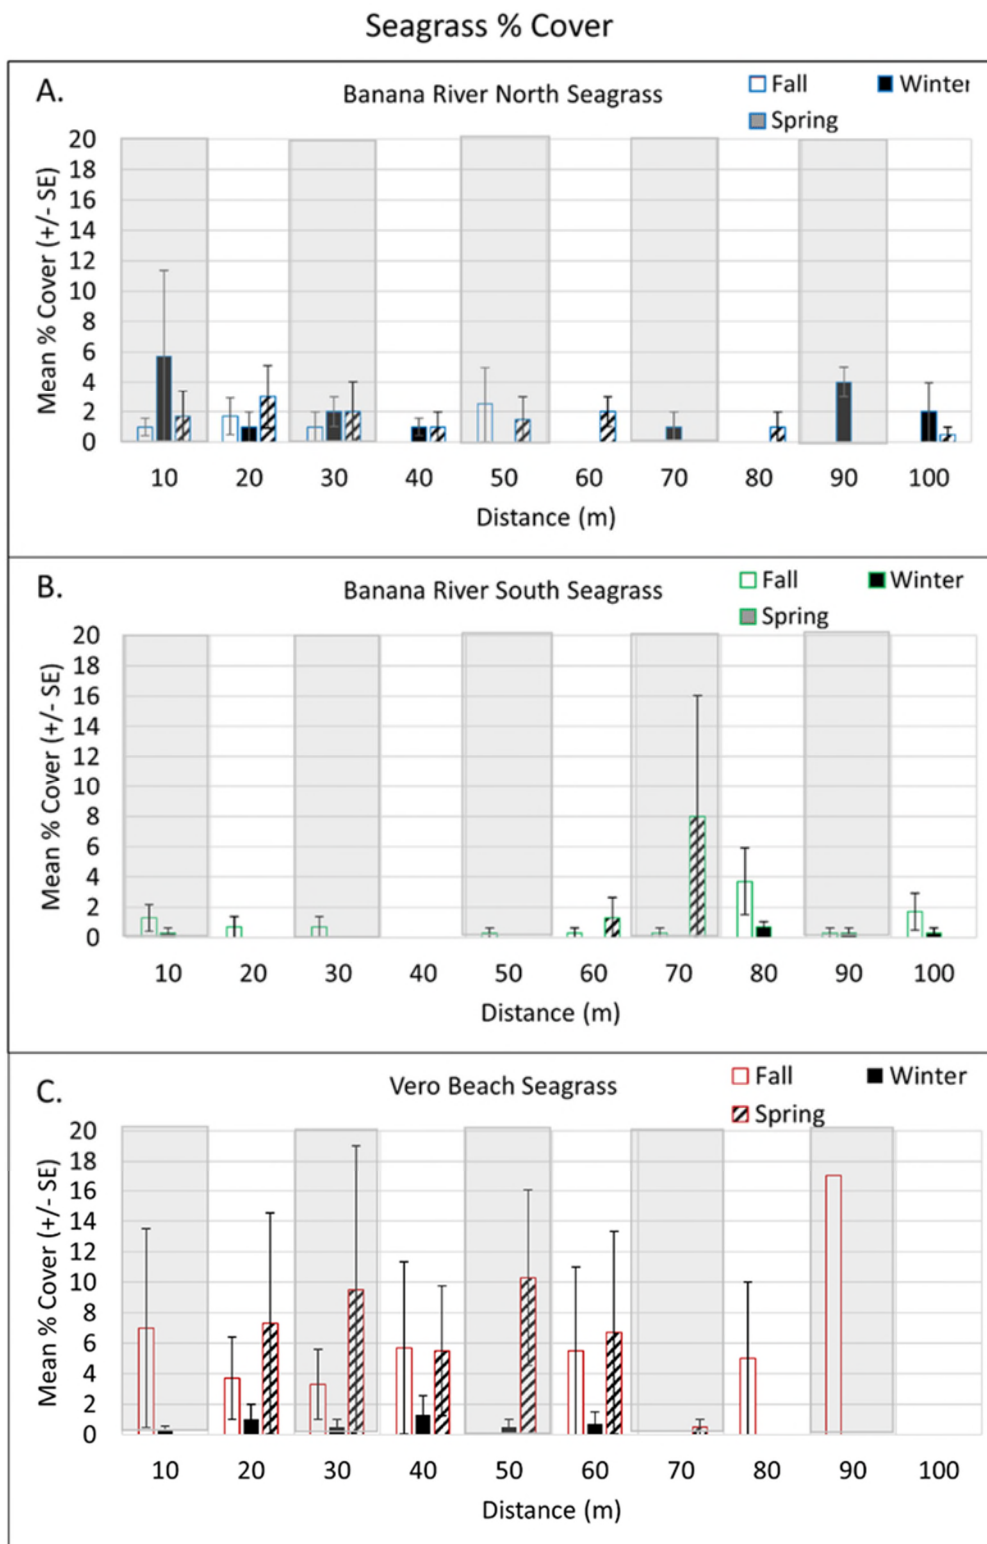 Seagrass % Cover
A.
Banana River North Seagrass
Fall
Winter
Spring
Mean % Cover (+/- SE)
20
18
16
14
12
10
8
6
4
2
0
10 20 30 40 50 60 70 80 90 100
Distance (m)
B.
Banana River South Seagrass
Fall
Winter
Spring
Mean % Cover (+/- SE)
20
18
16
14
12
10
8
6
4
2
0
10 20 30 40 50 60 70 80 90 100
Distance (m)
C.
Vero Beach Seagrass
Fall
Winter
Spring
Mean % Cover (+/- SE)
20
18
16
14
12
10
8
6
4
2
0
10 20 30 40 50 60 70 80 90 100
Distance (m)